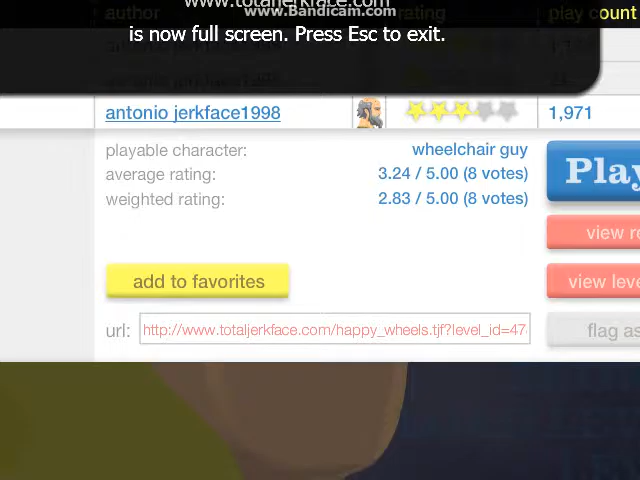 www.totaljerkface.com
www.Bandicam.com
is now full screen. Press Esc to exit.
author
rating
play count
antonio jerkface1998
1,971
playable character: wheelchair guy
average rating: 3.24 / 5.00 (8 votes)
weighted rating: 2.83 / 5.00 (8 votes)
Play
view re
add to favorites
view leve
url: http://www.totaljerkface.com/happy_wheels.tjf?level_id=47
flag as